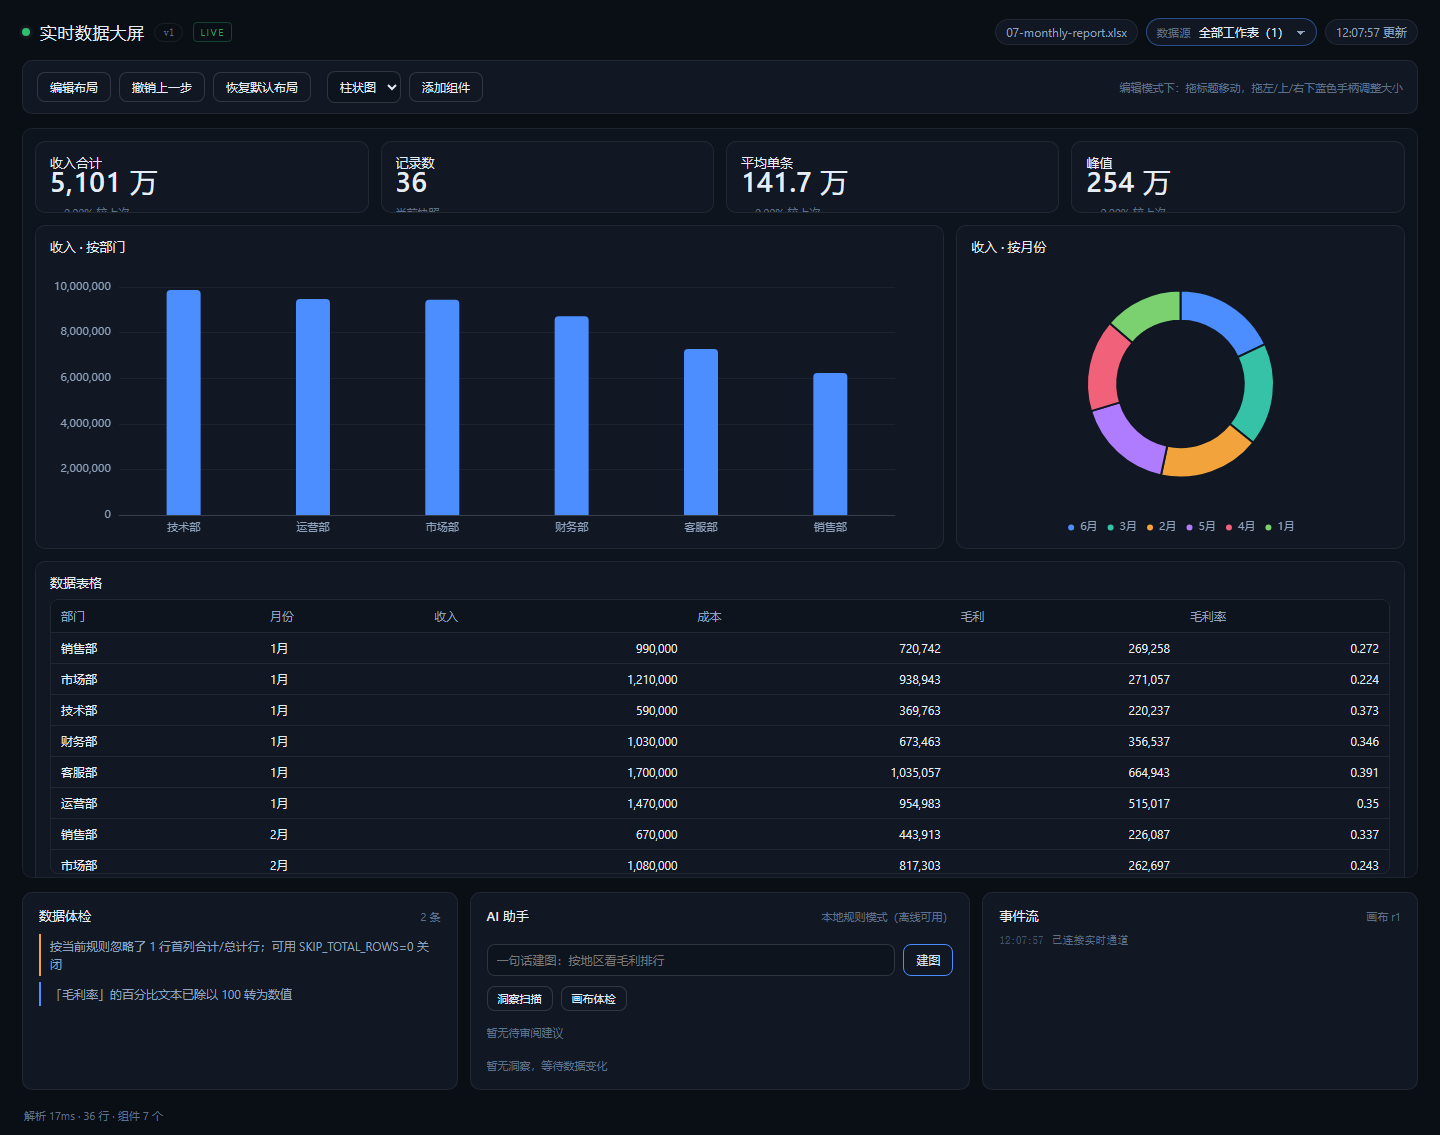 实时数据大屏 v1 LIVE 07-monthly-report.xlsx 数据源 全部工作表 (1) 12:07:57 更新
编辑布局 撤销上一步 恢复默认布局 柱状图 添加组件 编辑模式下：拖标题移动，拖左/上/右下蓝色手柄调整大小
收入合计
5,101 万
记录数
36
当前快照
平均单条
141.7 万
峰值
254 万
收入 · 按部门
10,000,000
8,000,000
6,000,000
4,000,000
2,000,000
0
技术部 运营部 市场部 财务部 客服部 销售部
收入 · 按月份
6月 3月 2月 5月 4月 1月
数据表格
部门 月份 收入 成本 毛利 毛利率
销售部 1月 990,000 720,742 269,258 0.272
市场部 1月 1,210,000 938,943 271,057 0.224
技术部 1月 590,000 369,763 220,237 0.373
财务部 1月 1,030,000 673,463 356,537 0.346
客服部 1月 1,700,000 1,035,057 664,943 0.391
运营部 1月 1,470,000 954,983 515,017 0.35
销售部 2月 670,000 443,913 226,087 0.337
市场部 2月 1,080,000 817,303 262,697 0.243
数据体检 2 条
按当前规则忽略了 1 行首列合计/总计行；可用 SKIP_TOTAL_ROWS=0 关
闭
「毛利率」的百分比文本已除以 100 转为数值
AI 助手 本地规则模式（离线可用）
一句话建图：按地区看毛利排行 建图
洞察扫描 画布体检
暂无待审阅建议
暂无洞察，等待数据变化
事件流 画布 r1
12:07:57 已连接实时通道
解析 17ms · 36 行 · 组件 7 个